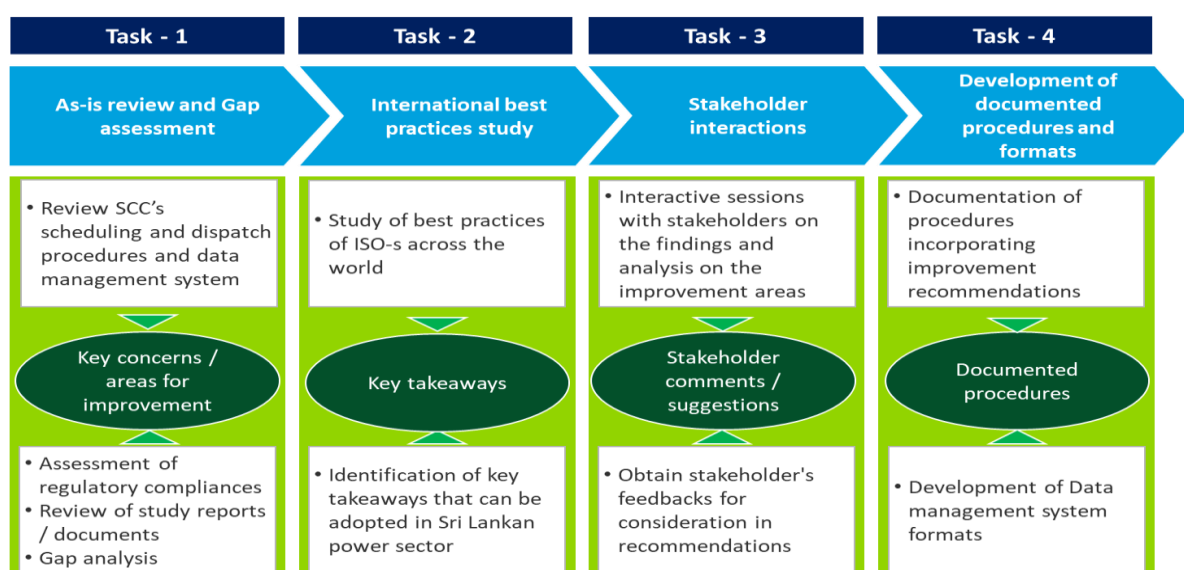 Task - 1
As-is review and Gap
assessment
• Review SCC's
scheduling and dispatch
procedures and data
management system
Key concerns /
areas for
improvement
• Assessment of
regulatory compliances
• Review of study reports
/ documents
• Gap analysis
Task - 2
International best
practices study
• Study of best practices
of ISO-s across the
world
Key takeaways
• Identification of key
takeaways that can be
adopted in Sri Lankan
power sector
Task - 3
Stakeholder
interactions
• Interactive sessions
with stakeholders on
the findings and
analysis on the
improvement areas
Stakeholder
comments /
suggestions
• Obtain stakeholder's
feedbacks for
consideration in
recommendations
Task - 4
Development of
documented
procedures and
formats
• Documentation of
procedures
incorporating
improvement
recommendations
Documented
procedures
• Development of Data
management system
formats